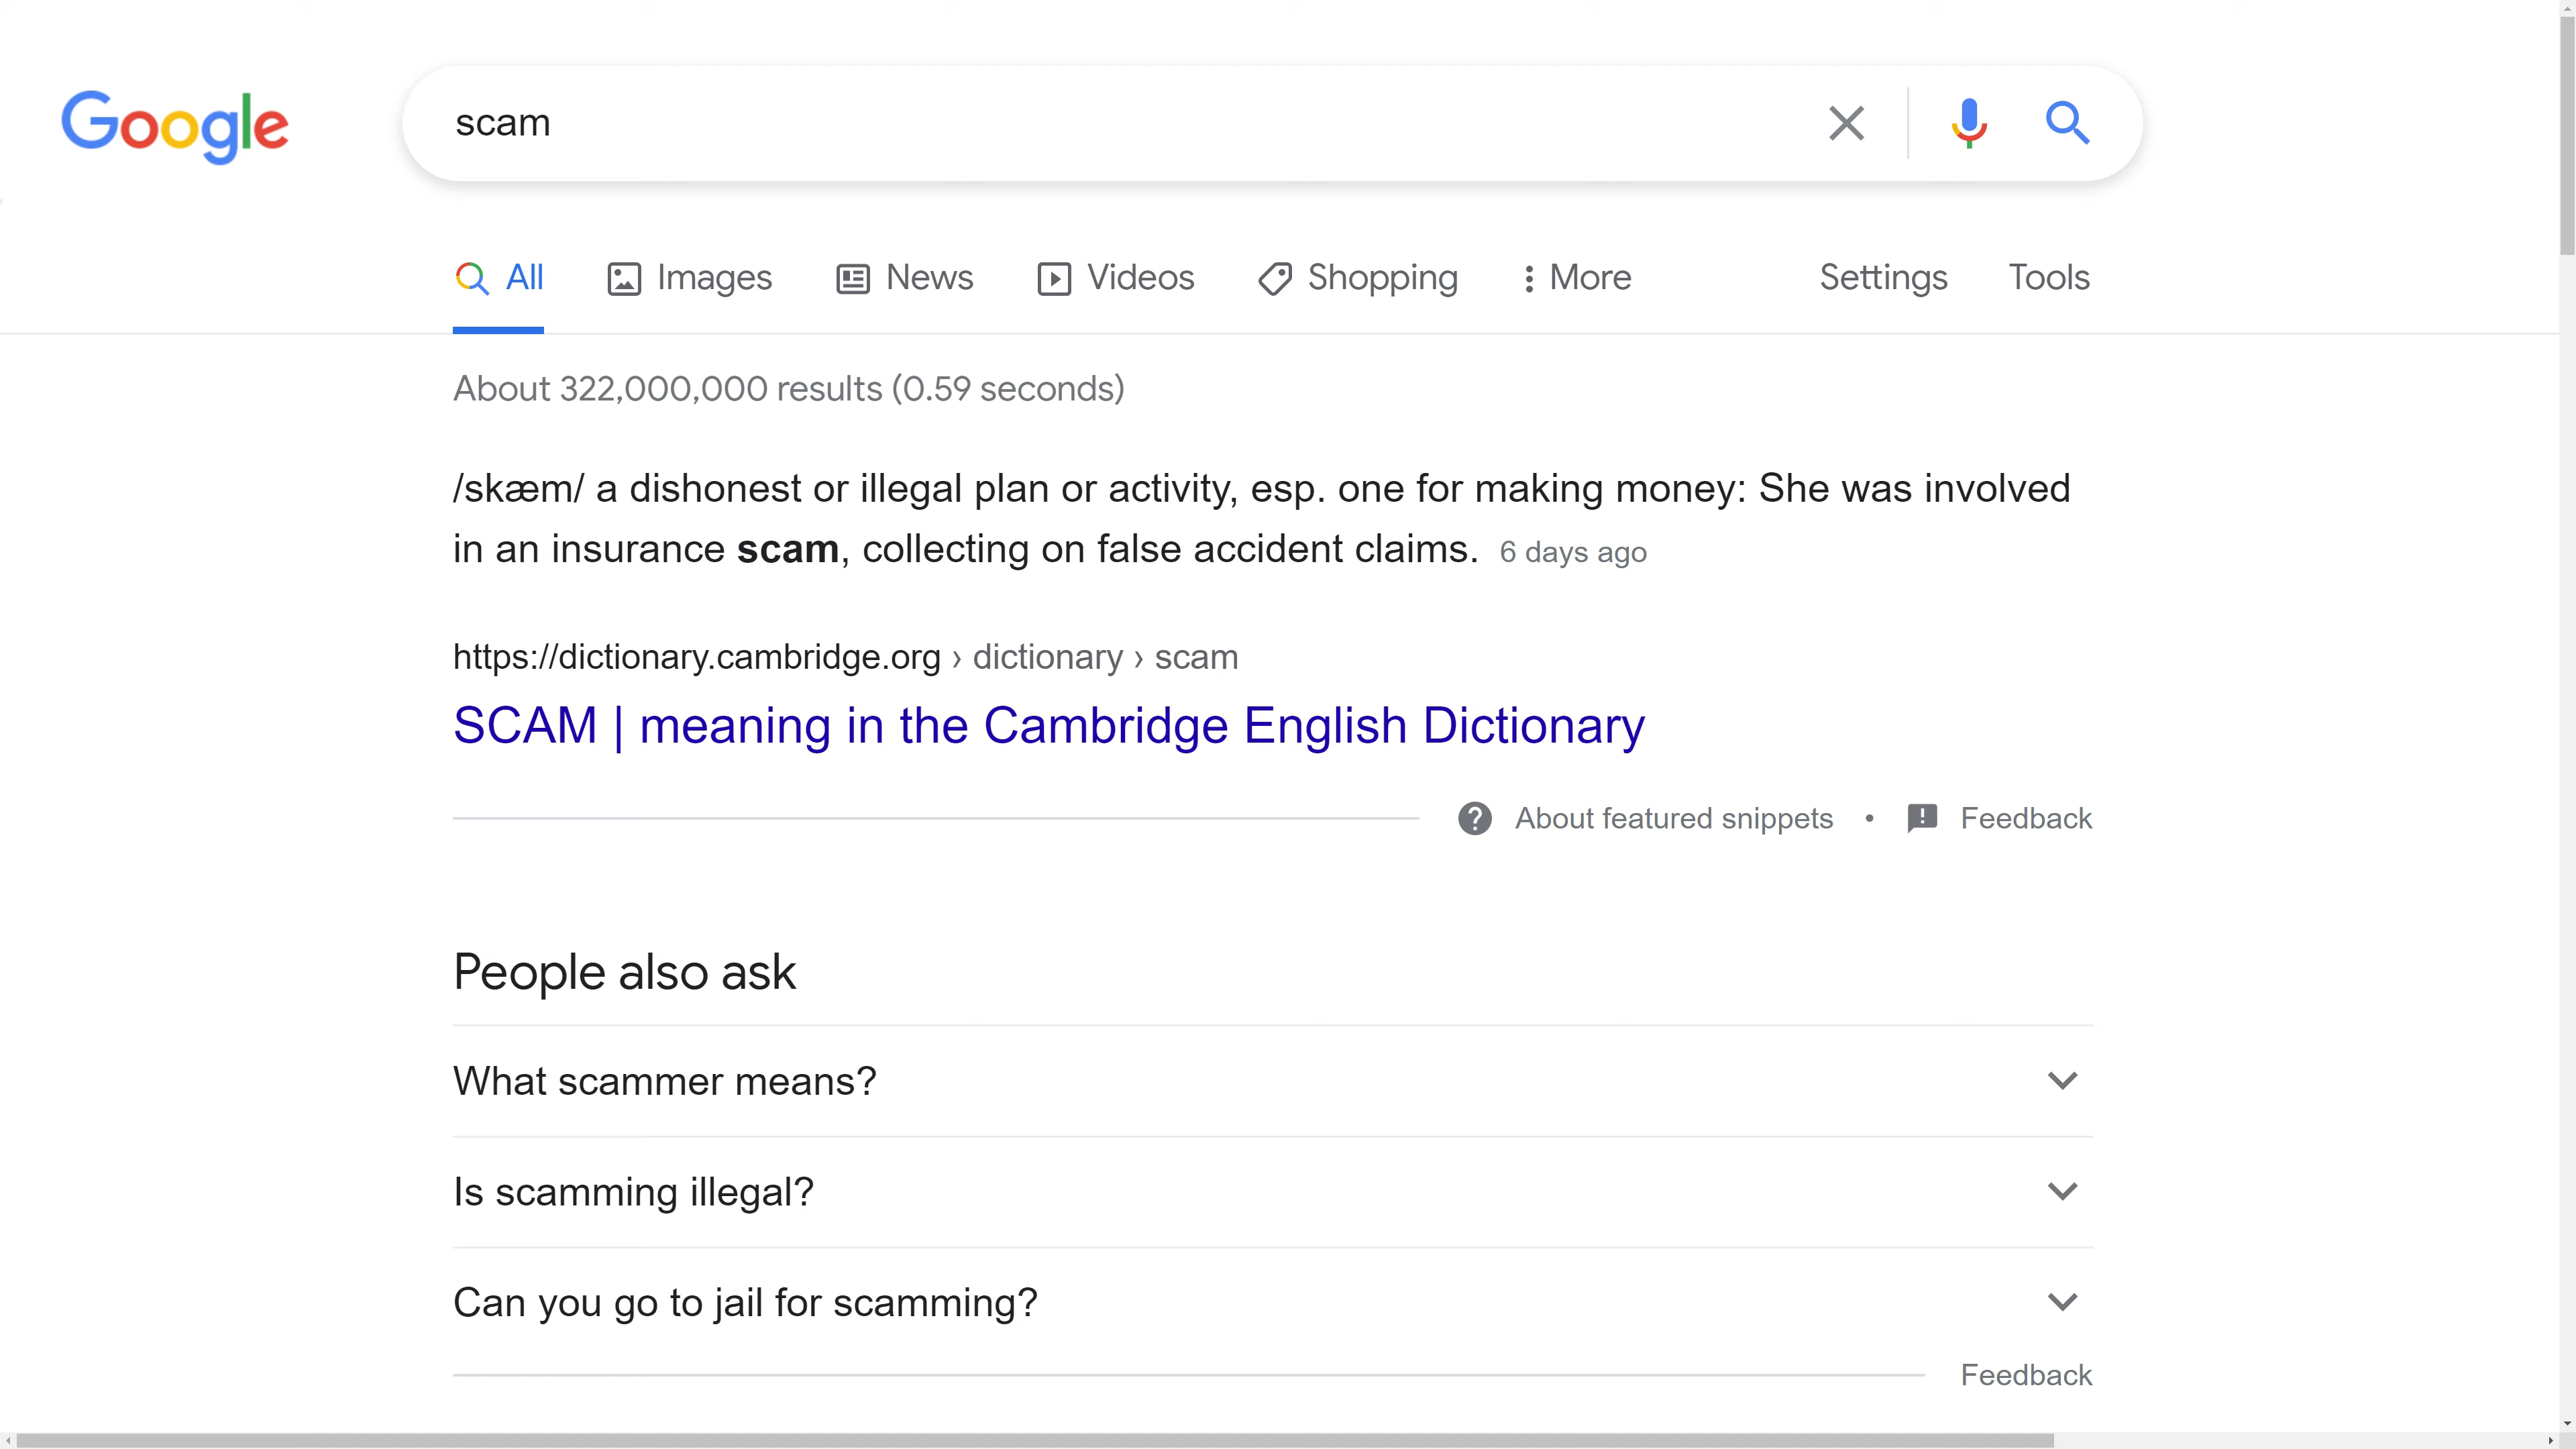 Google
scam
All Images News Videos Shopping More Settings Tools
About 322,000,000 results (0.59 seconds)
/skæm/ a dishonest or illegal plan or activity, esp. one for making money: She was involved
in an insurance scam, collecting on false accident claims. 6 days ago
https://dictionary.cambridge.org › dictionary › scam
SCAM | meaning in the Cambridge English Dictionary
About featured snippets • Feedback
People also ask
What scammer means?
Is scamming illegal?
Can you go to jail for scamming?
Feedback